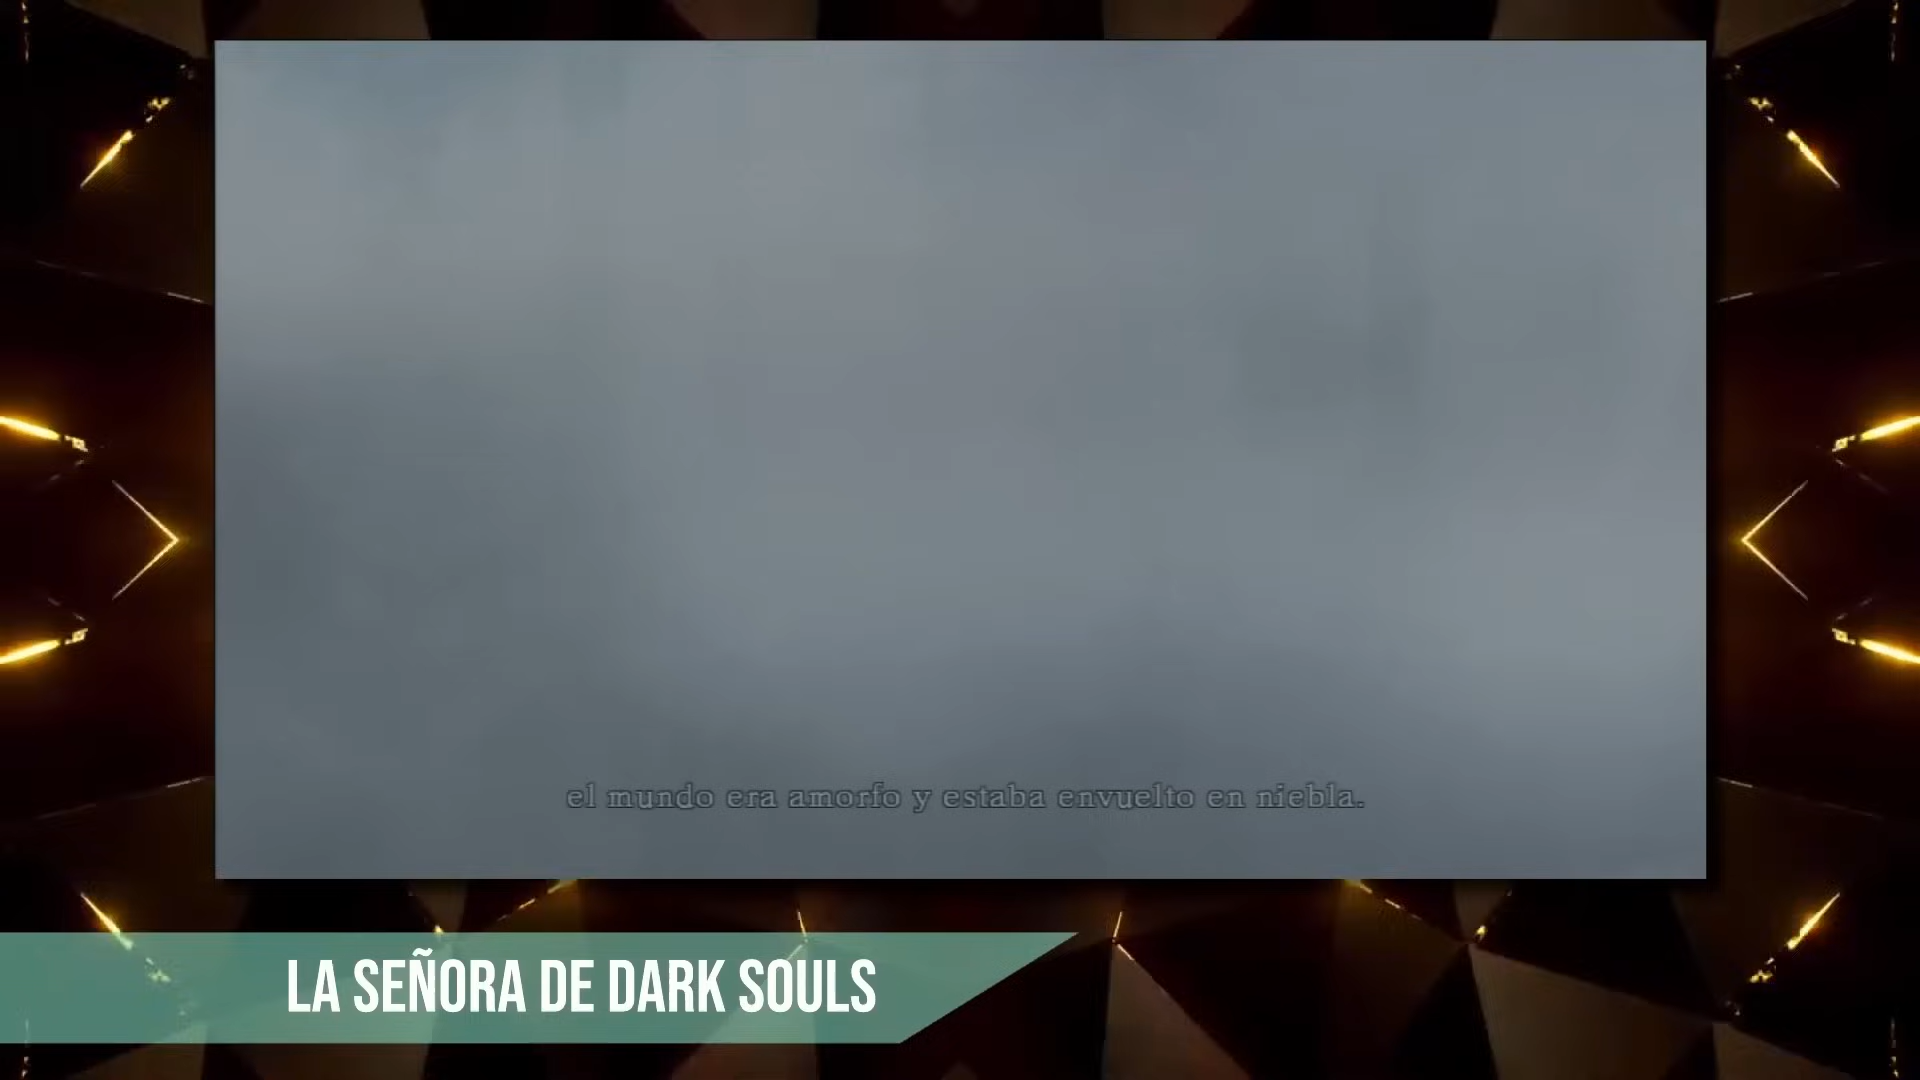 el mundo era amorfo y estaba envuelto en niebla.
LA SEÑORA DE DARK SOULS